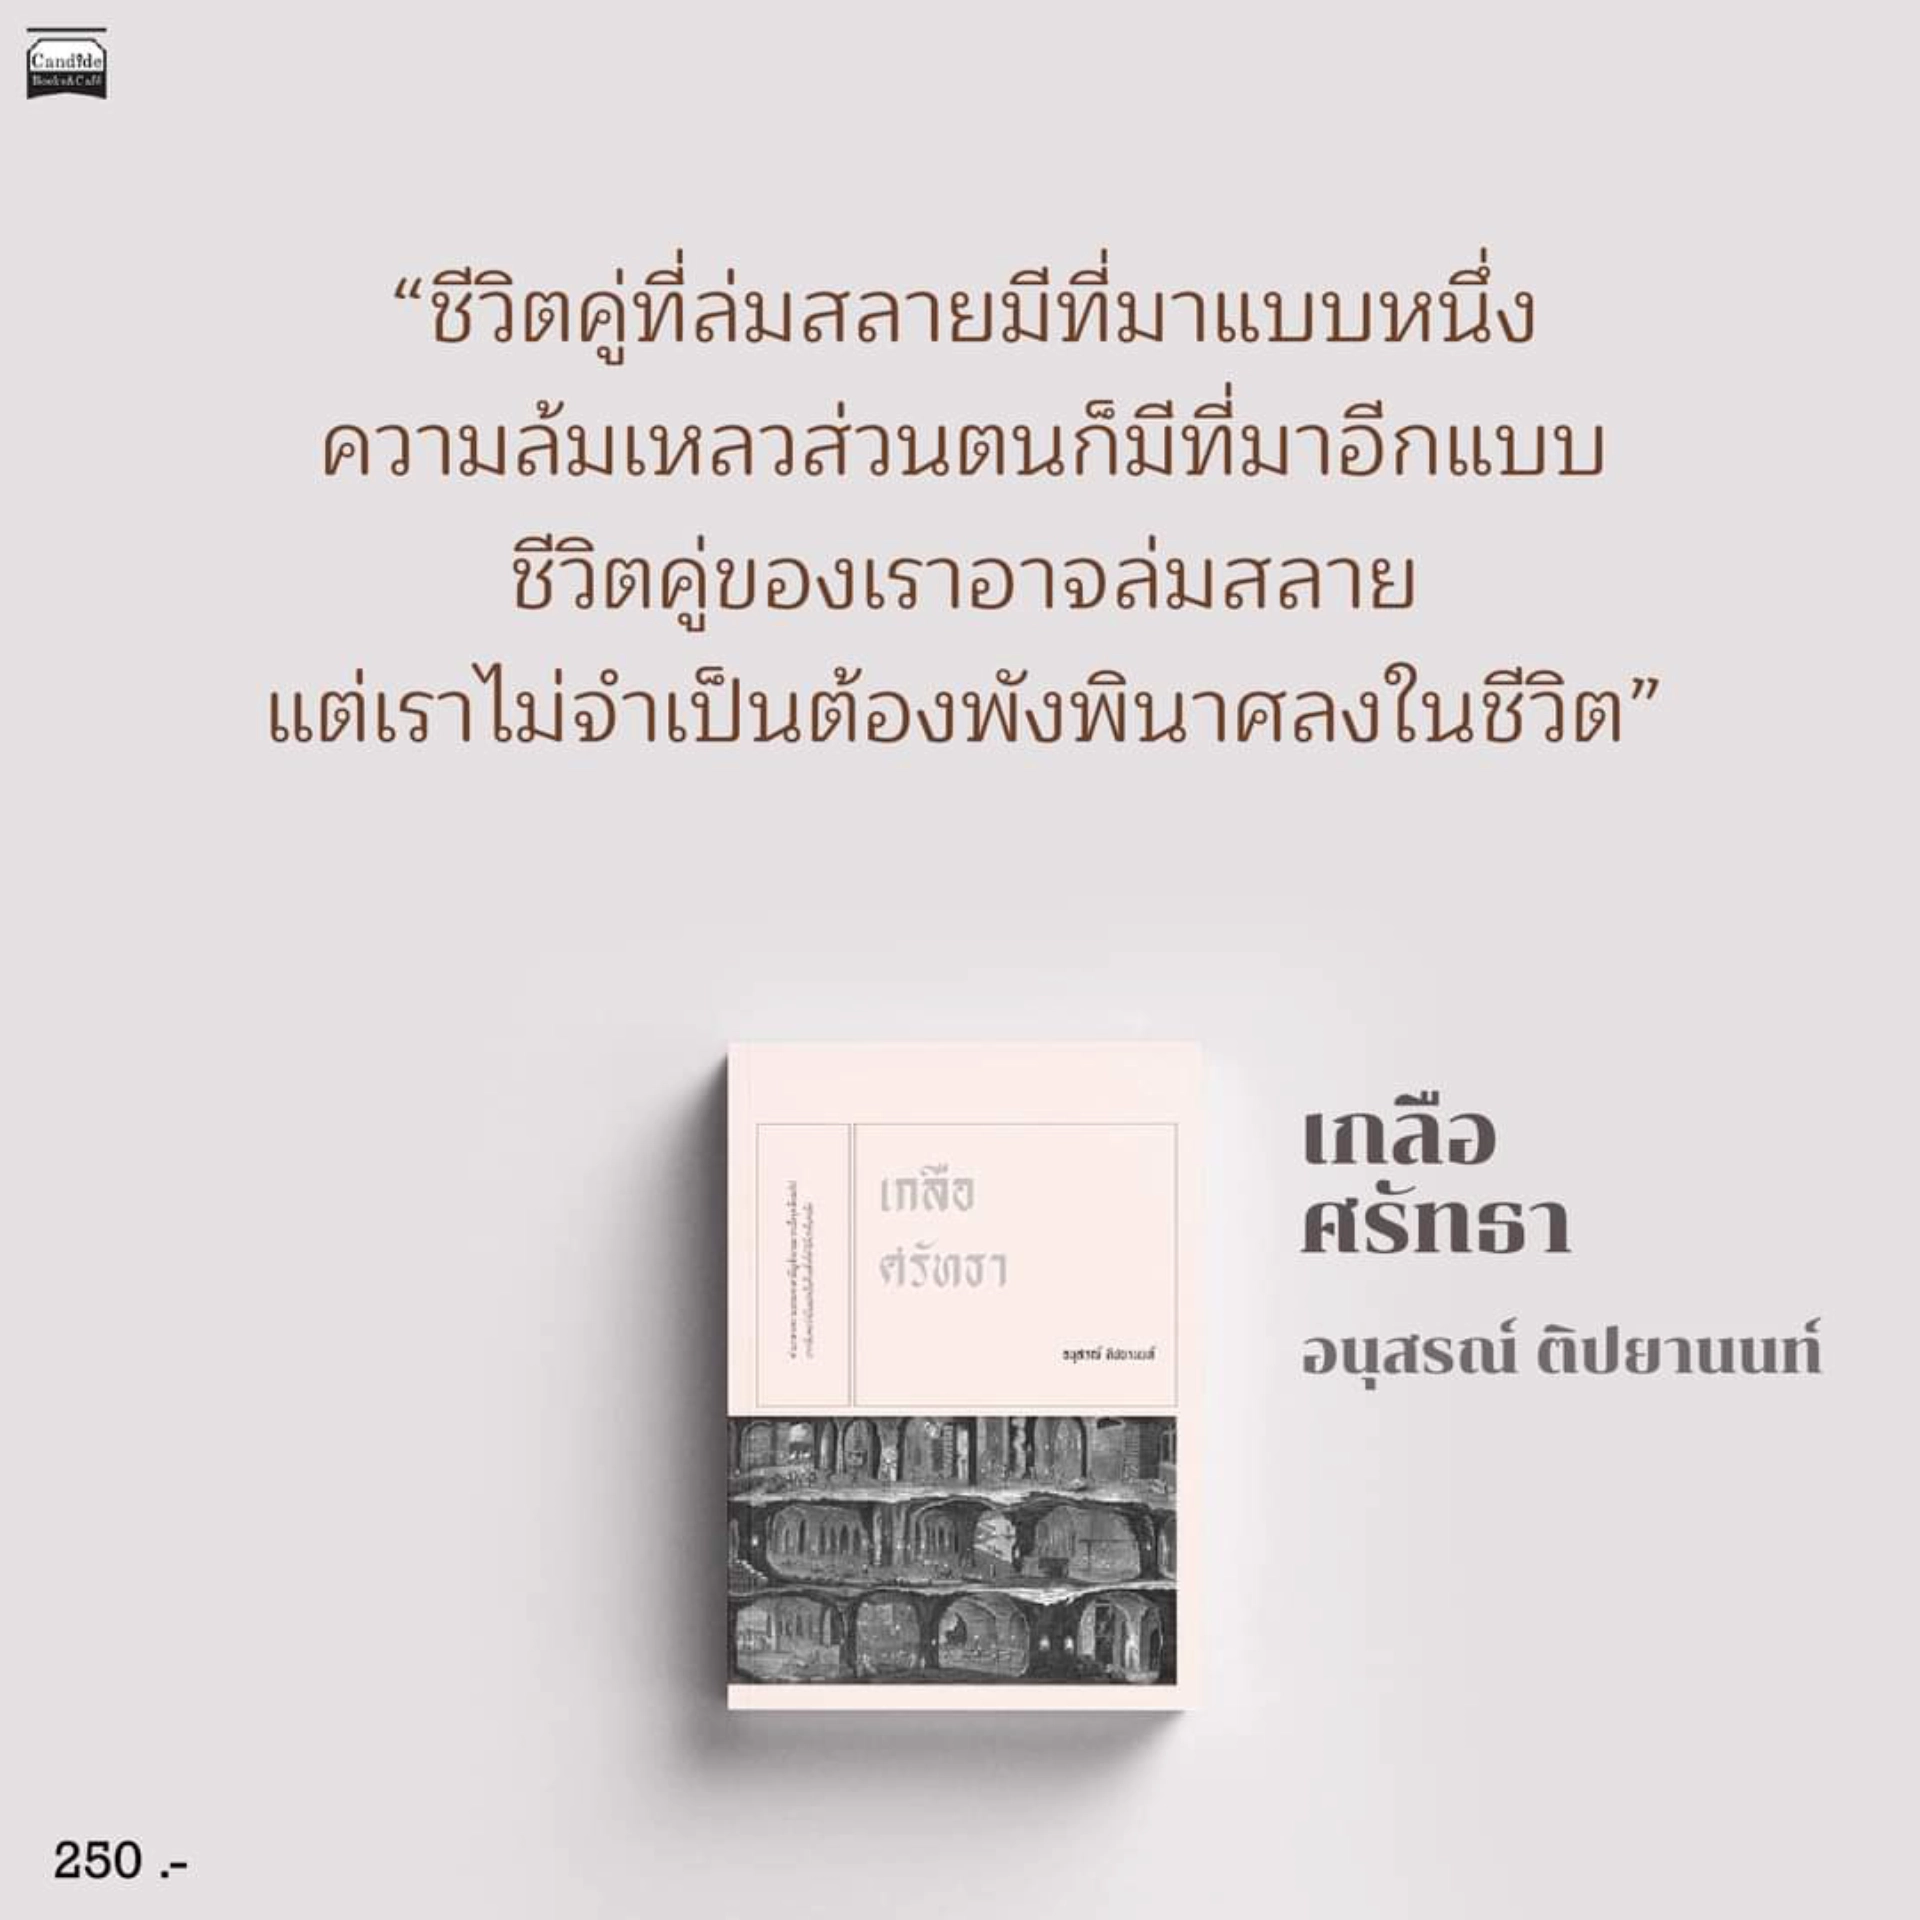 Candide
Books&Café
“ชีวิตคู่ที่ล่มสลายมีที่มาแบบหนึ่ง
ความล้มเหลวส่วนตนก็มีที่มาอีกแบบ
ชีวิตคู่ของเราอาจล่มสลาย
แต่เราไม่จำเป็นต้องพังพินาศลงในชีวิต”
เกลือ
ศรัทธา
อนุสรณ์ ติปยานนท์
เกลือ
ศรัทธา
อนุสรณ์ ติปยานนท์
250 .-